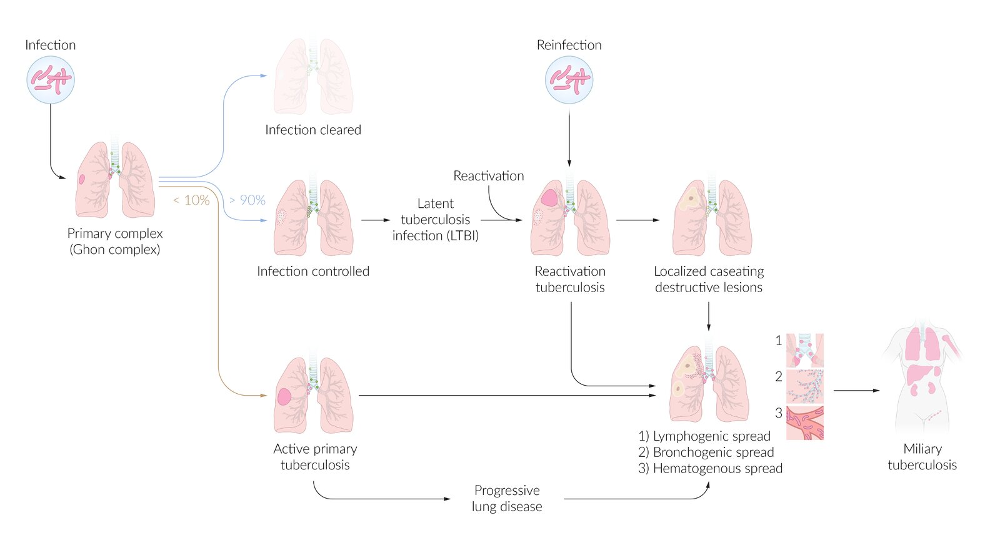 Infection
Reinfection
Infection cleared
Reactivation
< 10%
> 90%
Latent
tuberculosis
infection (LTBI)
Primary complex
(Ghon complex)
Infection controlled
Reactivation
tuberculosis
Localized caseating
destructive lesions
1
2
3
Active primary
tuberculosis
1) Lymphogenic spread
2) Bronchogenic spread
3) Hematogenous spread
Miliary
tuberculosis
Progressive
lung disease